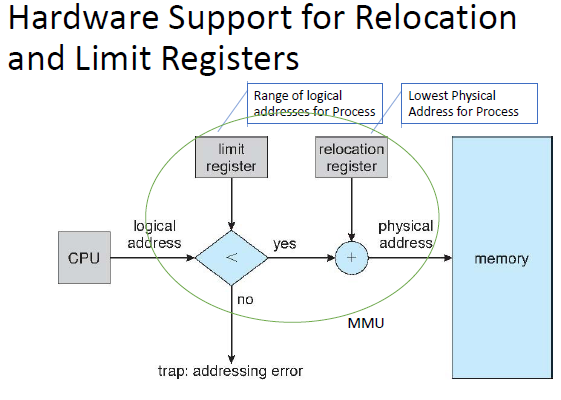 Hardware Support for Relocation
and Limit Registers
Range of logical
addresses for Process
Lowest Physical
Address for Process
limit
register
relocation
register
logical
address
physical
address
CPU
<
yes
+
memory
no
MMU
trap: addressing error